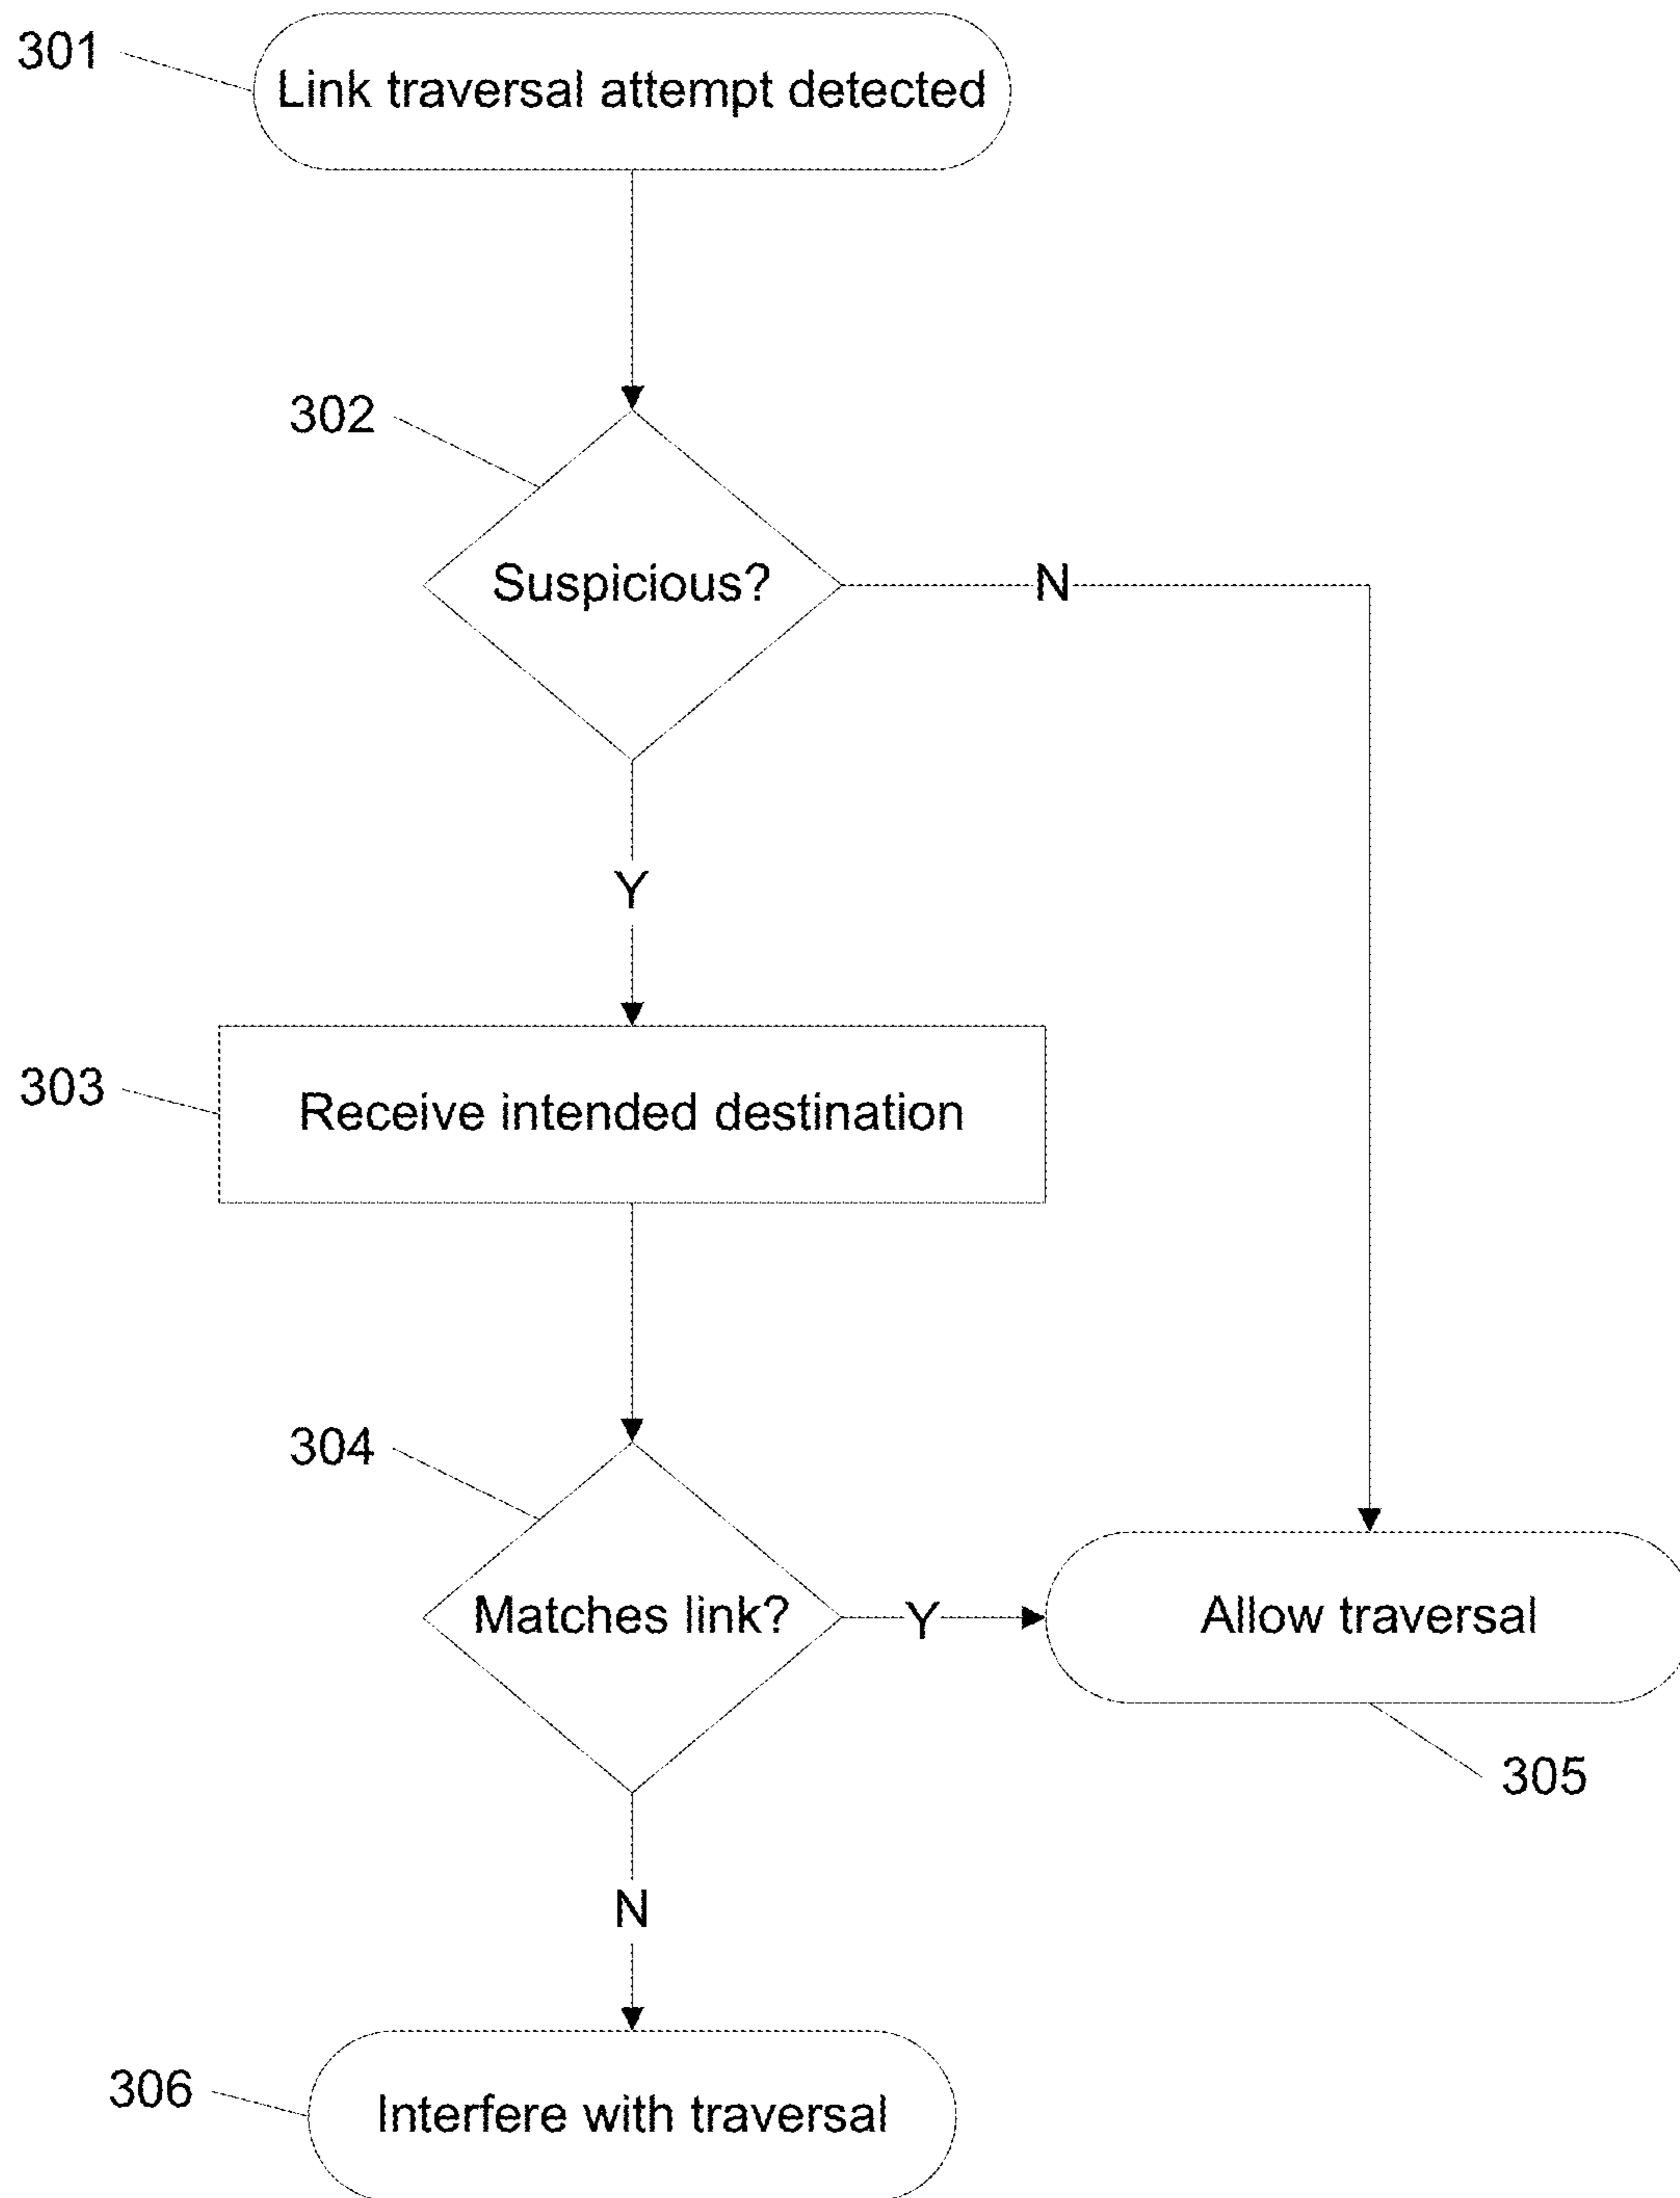 301
Link traversal attempt detected
302
Suspicious?
N
Y
303
Receive intended destination
304
Matches link?
Y
Allow traversal
305
N
306
Interfere with traversal